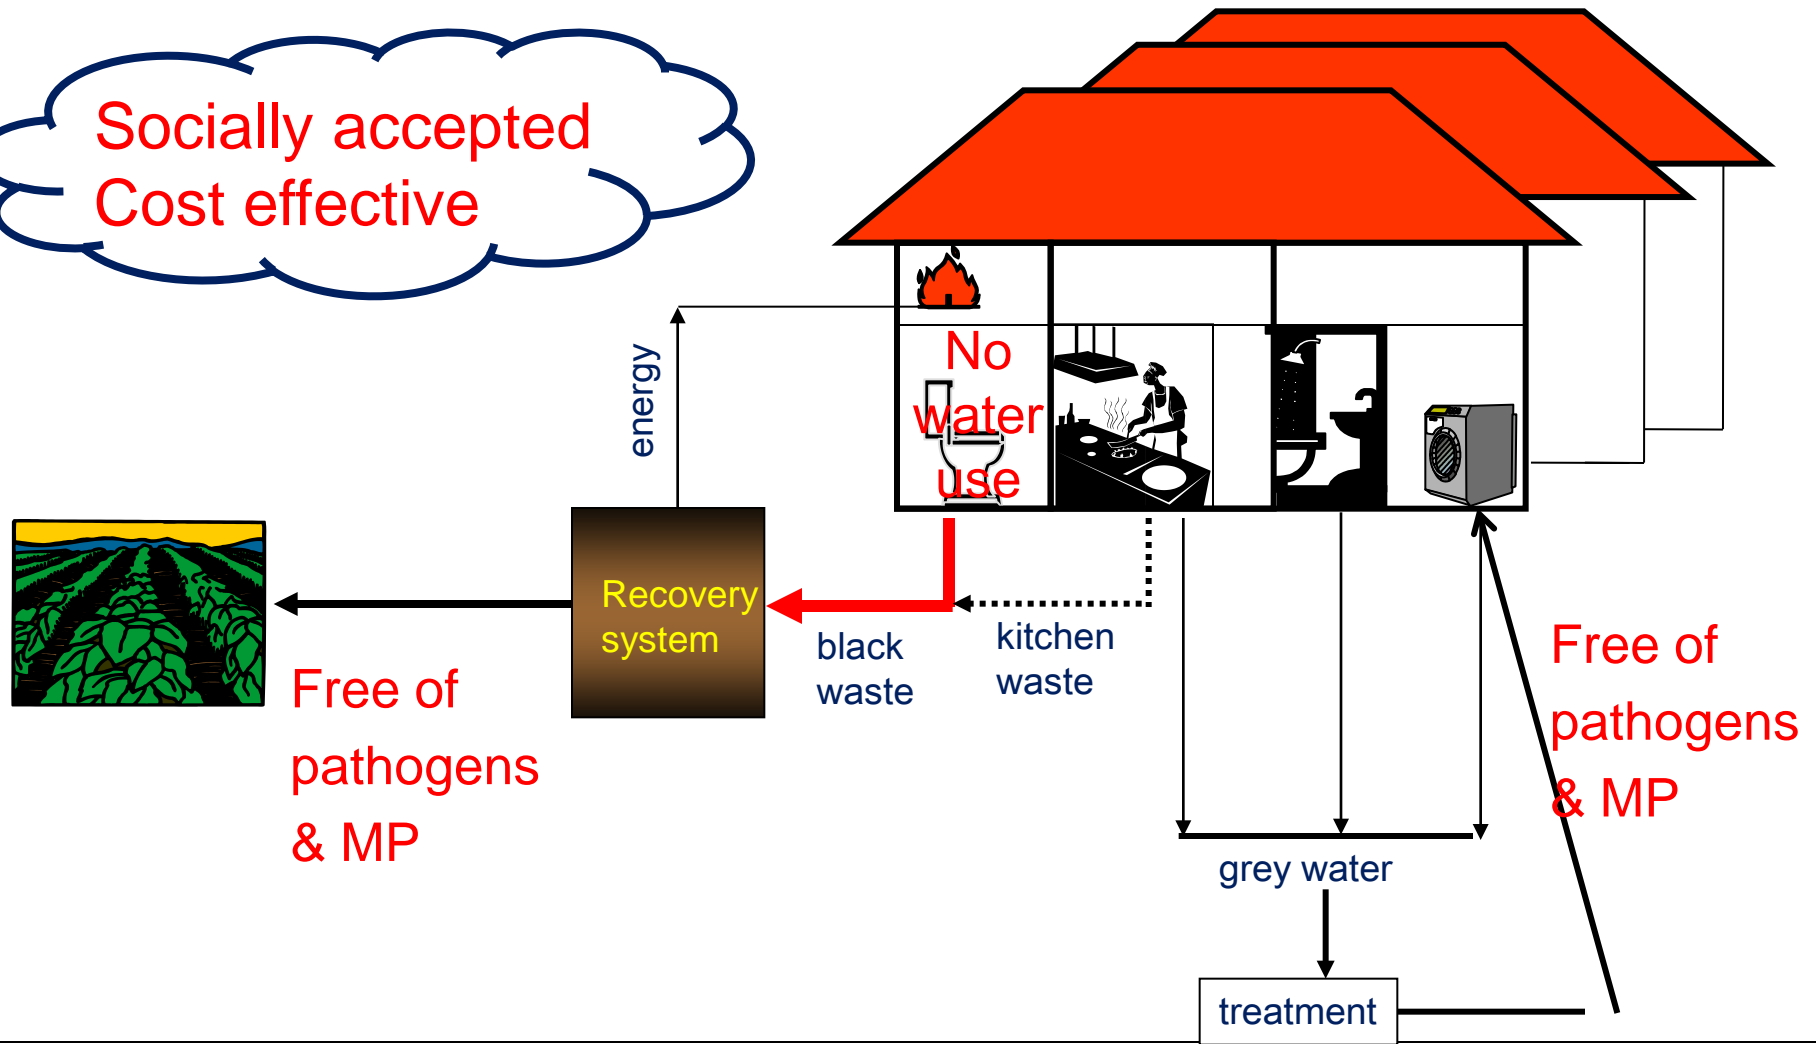 Socially accepted
Cost effective
energy
No
water
use
Recovery
system
black
waste
kitchen
waste
Free of
pathogens
& MP
Free of
pathogens
& MP
grey water
treatment